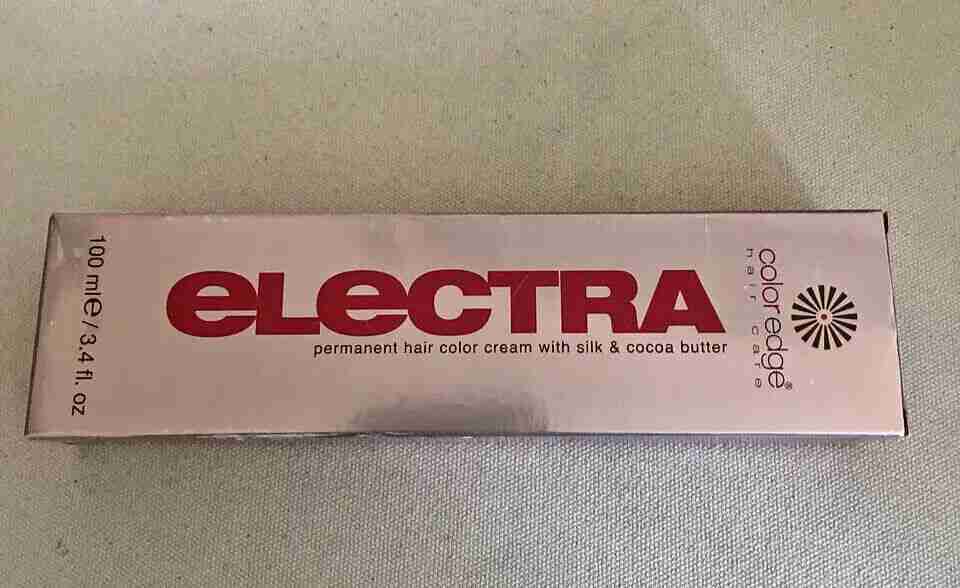 100 ml℮ / 3,4 fl. oz
eLeCTRA
permanent hair color cream with silk & cocoa butter
color edge®
hair care